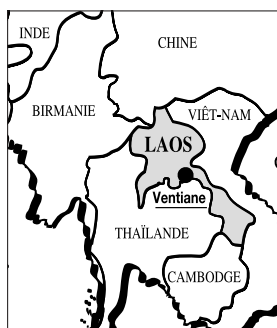 INDE
CHINE
BIRMANIE
VIÊT-NAM
LAOS
Ventiane
THAÏLANDE
CAMBODGE